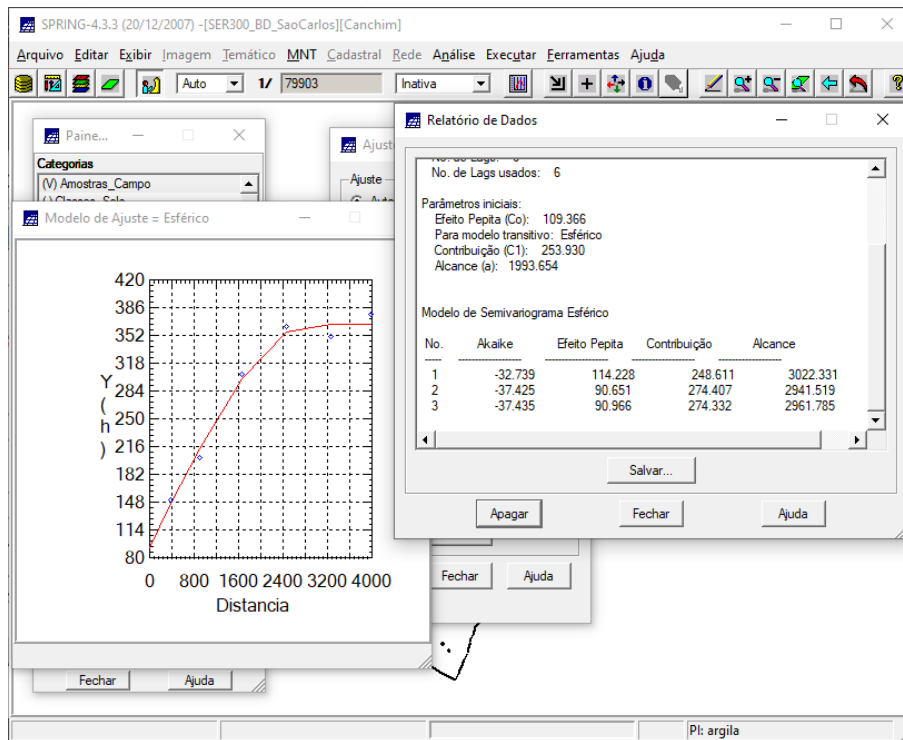 SPRING-4.3.3 (20/12/2007) -[SER300_BD_SaoCarlos][Canchim]
Arquivo Editar Exibir Imagem Temático MNT Cadastral Rede Análise Executar Ferramentas Ajuda
Auto 1/ 79903 Inativa
Paine...
Categorias
(V) Amostras_Campo
Ajuste
Modelo de Ajuste = Esférico
420
386
352
318
284
250
216
182
148
114
80
Y(h)
0 800 1600 2400 3200 4000
Distancia
Relatório de Dados
No. de Lags usados: 6
Parâmetros iniciais:
Efeito Pepita (Co): 109.366
Para modelo transitivo: Esférico
Contribuição (C1): 253.930
Alcance (a): 1993.654
Modelo de Semivariograma Esférico
No. Akaike Efeito Pepita Contribuição Alcance
1 -32.739 114.228 248.611 3022.331
2 -37.425 90.651 274.407 2941.519
3 -37.435 90.966 274.332 2961.785
Salvar...
Apagar Fechar Ajuda
Fechar Ajuda
Fechar Ajuda
PI: argila